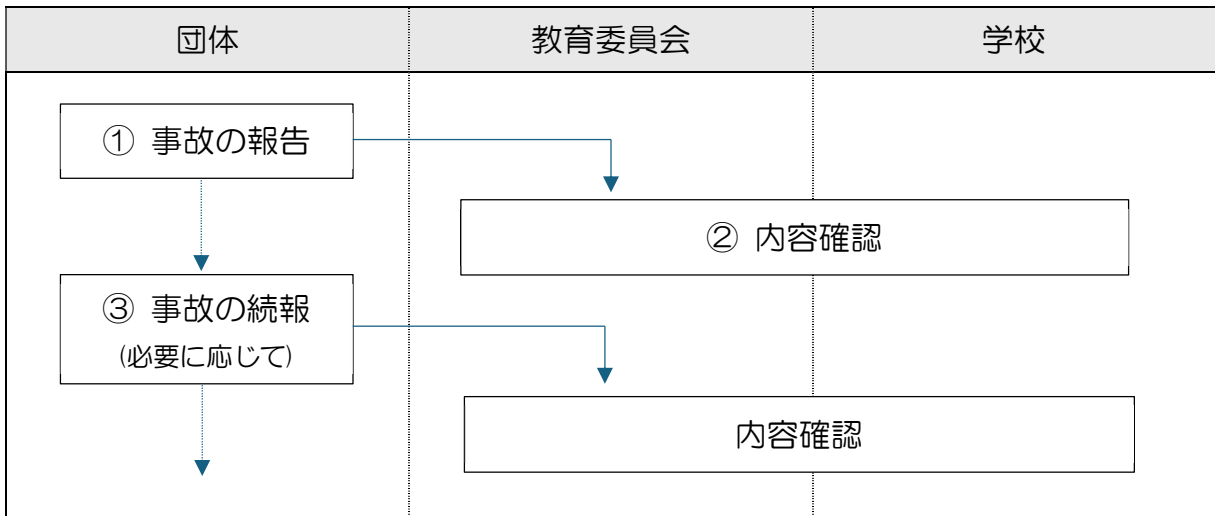 団体
教育委員会
学校
① 事故の報告
② 内容確認
③ 事故の続報
(必要に応じて)
内容確認